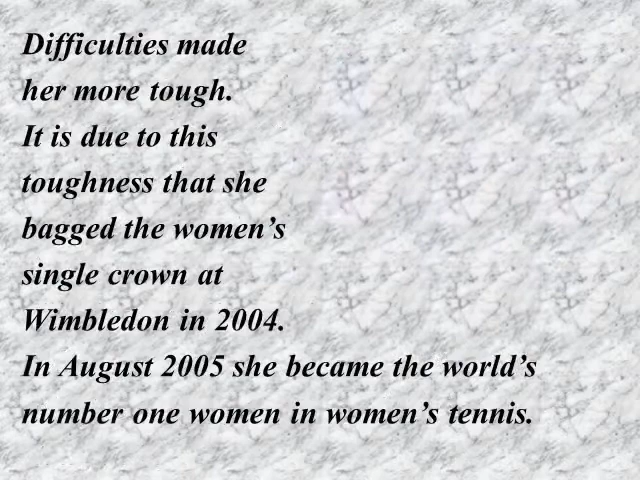 Difficulties made
her more tough.
It is due to this
toughness that she
bagged the women’s
single crown at
Wimbledon in 2004.
In August 2005 she became the world’s
number one women in women’s tennis.